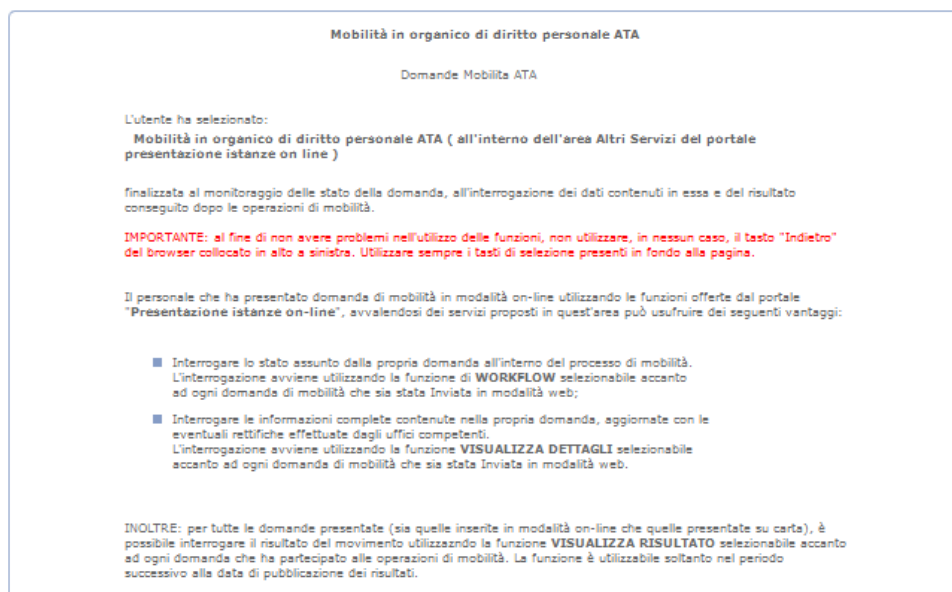 Mobilità in organico di diritto personale ATA
Domande Mobilita ATA
L'utente ha selezionato:
Mobilità in organico di diritto personale ATA ( all'interno dell'area Altri Servizi del portale
presentazione istanze on line )
finalizzata al monitoraggio delle stato della domanda, all'interrogazione dei dati contenuti in essa e del risultato
conseguito dopo le operazioni di mobilità.
IMPORTANTE: al fine di non avere problemi nell'utilizzo delle funzioni, non utilizzare, in nessun caso, il tasto "Indietro"
del browser collocato in alto a sinistra. Utilizzare sempre i tasti di selezione presenti in fondo alla pagina.
Il personale che ha presentato domanda di mobilità in modalità on-line utilizzando le funzioni offerte dal portale
"Presentazione istanze on-line", avvalendosi dei servizi proposti in quest'area può usufruire dei seguenti vantaggi:
Interrogare lo stato assunto dalla propria domanda all'interno del processo di mobilità.
L'interrogazione avviene utilizzando la funzione di WORKFLOW selezionabile accanto
ad ogni domanda di mobilità che sia stata Inviata in modalità web;
Interrogare le informazioni complete contenute nella propria domanda, aggiornate con le
eventuali rettifiche effettuate dagli uffici competenti.
L'interrogazione avviene utilizzando la funzione VISUALIZZA DETTAGLI selezionabile
accanto ad ogni domanda di mobilità che sia stata Inviata in modalità web.
INOLTRE: per tutte le domande presentate (sia quelle inserite in modalità on-line che quelle presentate su carta), è
possibile interrogare il risultato del movimento utilizzazndo la funzione VISUALIZZA RISULTATO selezionabile accanto
ad ogni domanda che ha partecipato alle operazioni di mobilità. La funzione è utilizzabile soltanto nel periodo
successivo alla data di pubblicazione dei risultati.